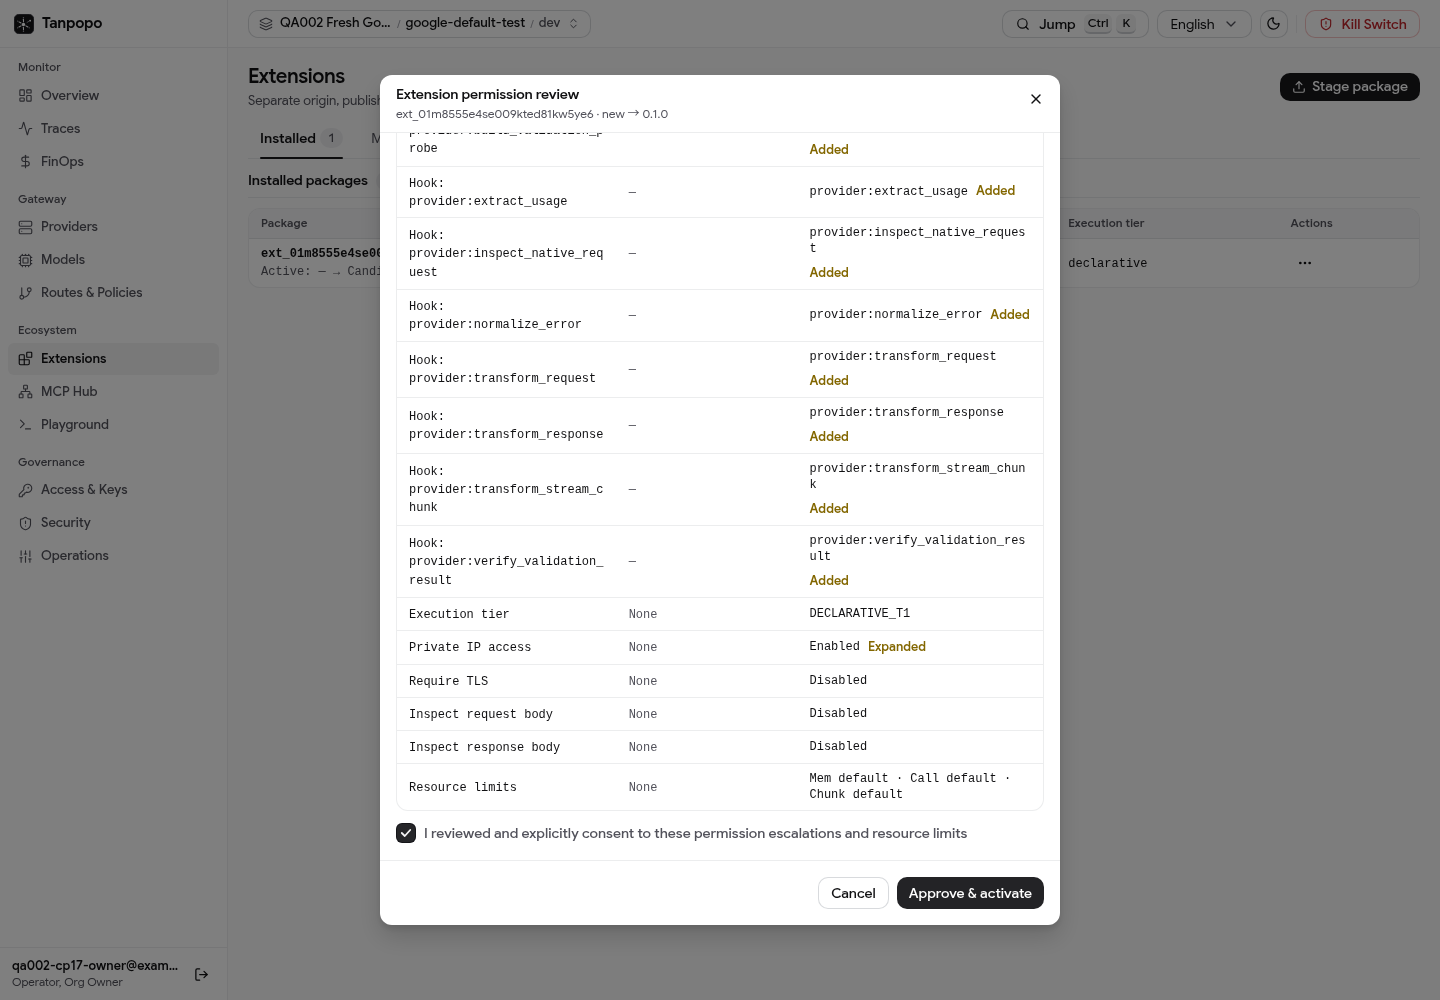 Tanpopo
QA002 Fresh Go... / google-default-test / dev
Jump Ctrl K
English
Kill Switch
Monitor
Overview
Traces
FinOps
Gateway
Providers
Models
Routes & Policies
Ecosystem
Extensions
MCP Hub
Playground
Governance
Access & Keys
Security
Operations
qa002-cp17-owner@exam...
Operator, Org Owner
Extensions
Separate origin, publish
Stage package
Installed 1
M
Installed packages
Package
Execution tier
Actions
ext_01m8555e4se00
Active: — → Candi
declarative
Extension permission review
ext_01m8555e4se009kted81kw5ye6 · new → 0.1.0
robe
Added
Hook:
provider:extract_usage
—
provider:extract_usage Added
Hook:
provider:inspect_native_req
uest
—
provider:inspect_native_reques
t
Added
Hook:
provider:normalize_error
—
provider:normalize_error Added
Hook:
provider:transform_request
—
provider:transform_request
Added
Hook:
provider:transform_response
—
provider:transform_response
Added
Hook:
provider:transform_stream_c
hunk
—
provider:transform_stream_chun
k
Added
Hook:
provider:verify_validation_
result
—
provider:verify_validation_res
ult
Added
Execution tier None DECLARATIVE_T1
Private IP access None Enabled Expanded
Require TLS None Disabled
Inspect request body None Disabled
Inspect response body None Disabled
Resource limits None
Mem default · Call default ·
Chunk default
I reviewed and explicitly consent to these permission escalations and resource limits
Cancel
Approve & activate